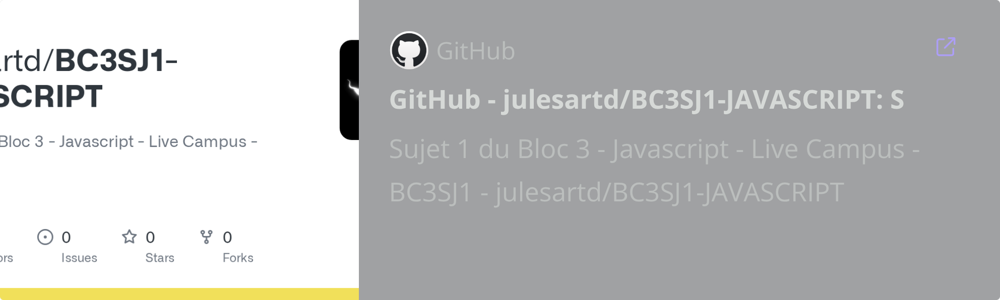 artd/BC3SJ1-
SCRIPT
Bloc 3 - Javascript - Live Campus -
0
Issues
0
Stars
0
Forks
ors
GitHub
GitHub - julesartd/BC3SJ1-JAVASCRIPT: S
Sujet 1 du Bloc 3 - Javascript - Live Campus -
BC3SJ1 - julesartd/BC3SJ1-JAVASCRIPT